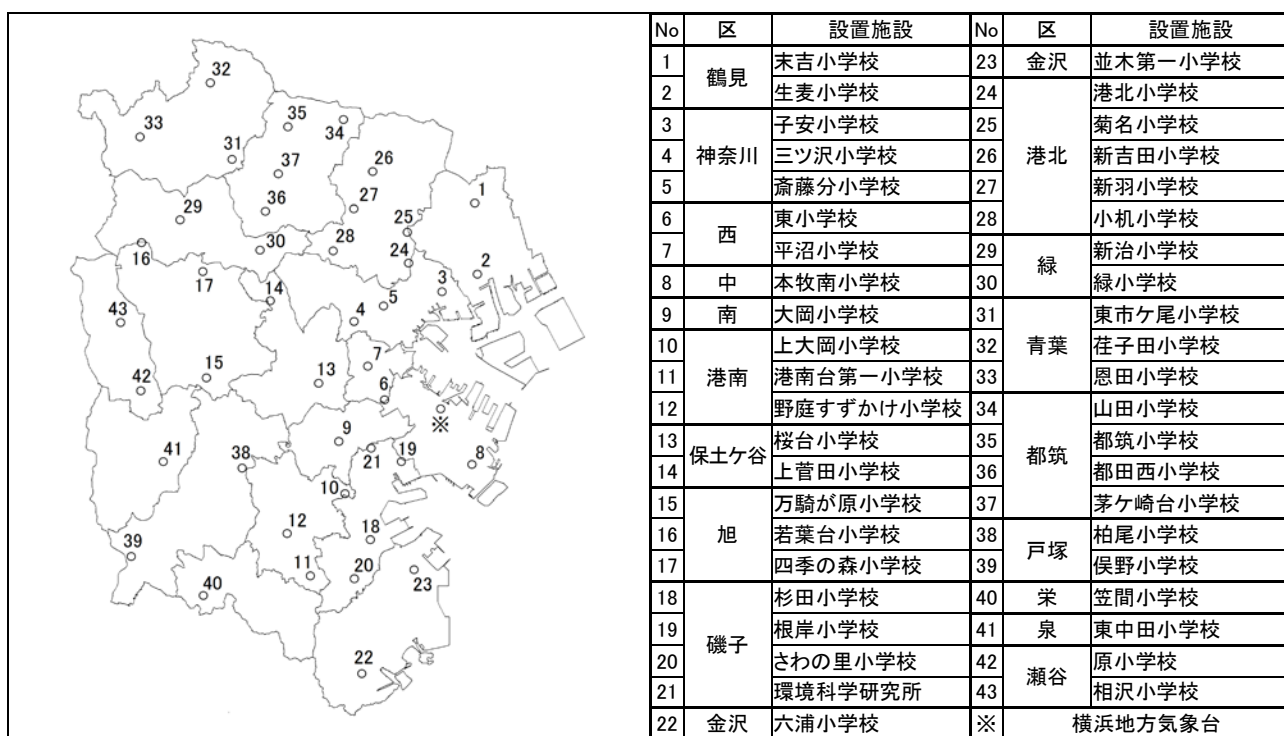 32
35
34
33
31
37
26
1
36
27
29
25
30
28
24
16
2
17
3
14
5
4
43
7
15
13
42
6
※
9
41
19
8
38
21
10
12
18
39
11
20
23
40
22
No 区 設置施設 No 区 設置施設
1 鶴見 末吉小学校 23 金沢 並木第一小学校
2 生麦小学校 24 港北 港北小学校
3 神奈川 子安小学校 25 菊名小学校
4 三ツ沢小学校 26 新吉田小学校
5 斎藤分小学校 27 新羽小学校
6 西 東小学校 28 小机小学校
7 平沼小学校 29 緑 新治小学校
8 中 本牧南小学校 30 緑小学校
9 南 大岡小学校 31 青葉 東市ケ尾小学校
10 港南 上大岡小学校 32 荏子田小学校
11 港南台第一小学校 33 恩田小学校
12 野庭すずかけ小学校 34 都筑 山田小学校
13 保土ケ谷 桜台小学校 35 都筑小学校
14 上菅田小学校 36 都田西小学校
15 旭 万騎が原小学校 37 茅ケ崎台小学校
16 若葉台小学校 38 戸塚 柏尾小学校
17 四季の森小学校 39 俣野小学校
18 磯子 杉田小学校 40 栄 笠間小学校
19 根岸小学校 41 泉 東中田小学校
20 さわの里小学校 42 瀬谷 原小学校
21 環境科学研究所 43 相沢小学校
22 金沢 六浦小学校 ※ 横浜地方気象台